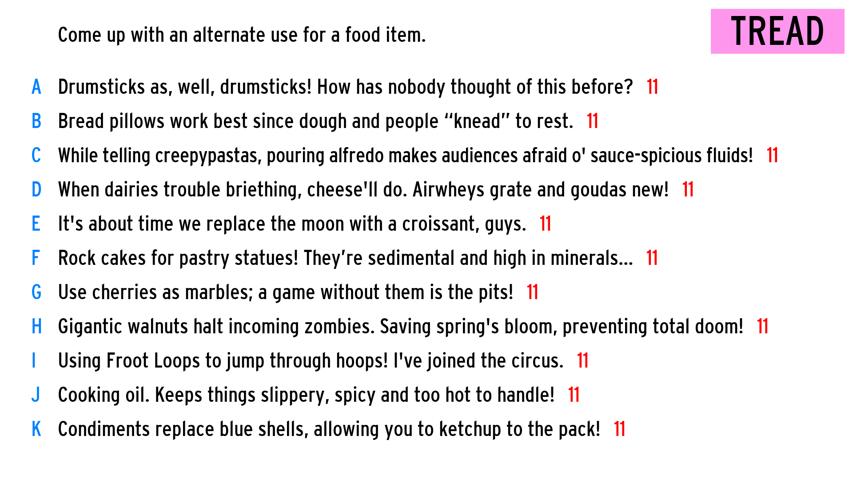 Come up with an alternate use for a food item.
TREAD
A Drumsticks as, well, drumsticks! How has nobody thought of this before? 11
B Bread pillows work best since dough and people “knead” to rest. 11
C While telling creepypastas, pouring alfredo makes audiences afraid o' sauce-spicious fluids! 11
D When dairies trouble briething, cheese'll do. Airwheys grate and goudas new! 11
E It's about time we replace the moon with a croissant, guys. 11
F Rock cakes for pastry statues! They’re sedimental and high in minerals... 11
G Use cherries as marbles; a game without them is the pits! 11
H Gigantic walnuts halt incoming zombies. Saving spring's bloom, preventing total doom! 11
I Using Froot Loops to jump through hoops! I've joined the circus. 11
J Cooking oil. Keeps things slippery, spicy and too hot to handle! 11
K Condiments replace blue shells, allowing you to ketchup to the pack! 11